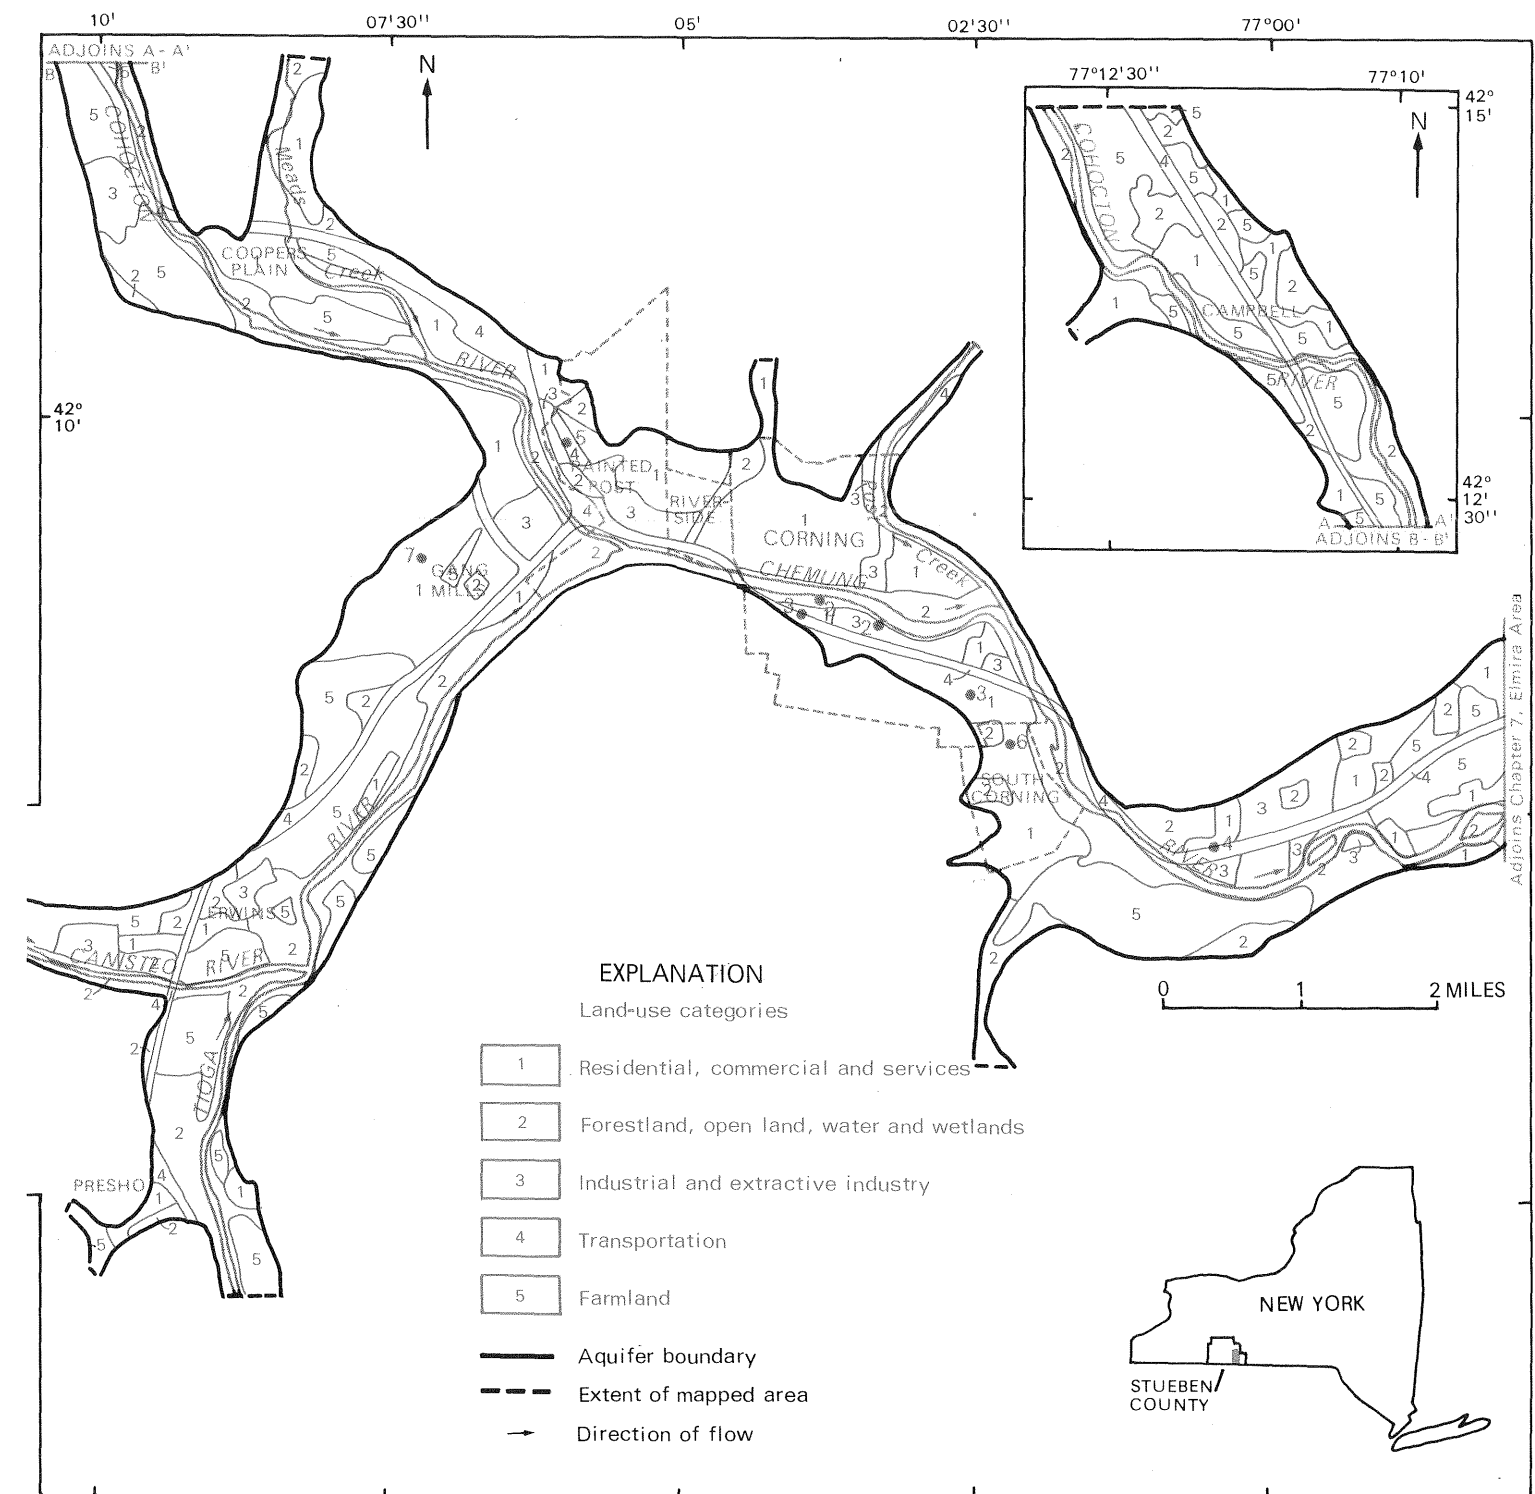 10'
07'30''
05'
02'30''
77°00'
ADJOINS A-A'
B
B'
N
COHOCTON
Meads
Creek
COOPERS
PLAIN
RIVER
42°
10'
PAINTED
POST
RIVER-
SIDE
CORNING
CHEMUNG
Creek
GANG
MILLS
SOUTH
CORNING
RIVER
RIVER
ERWINS
CANISTEO RIVER
TIOGA
PRESHO
77°12'30''
77°10'
42°
15'
N
COHOCTON
CAMPBELL
RIVER
42°
12'
30''
A
A'
ADJOINS B-B'
Adjoins Chapter 7, Elmira Area
0 1 2 MILES
EXPLANATION
Land-use categories
1 Residential, commercial and services
2 Forestland, open land, water and wetlands
3 Industrial and extractive industry
4 Transportation
5 Farmland
Aquifer boundary
Extent of mapped area
Direction of flow
NEW YORK
STUEBEN
COUNTY